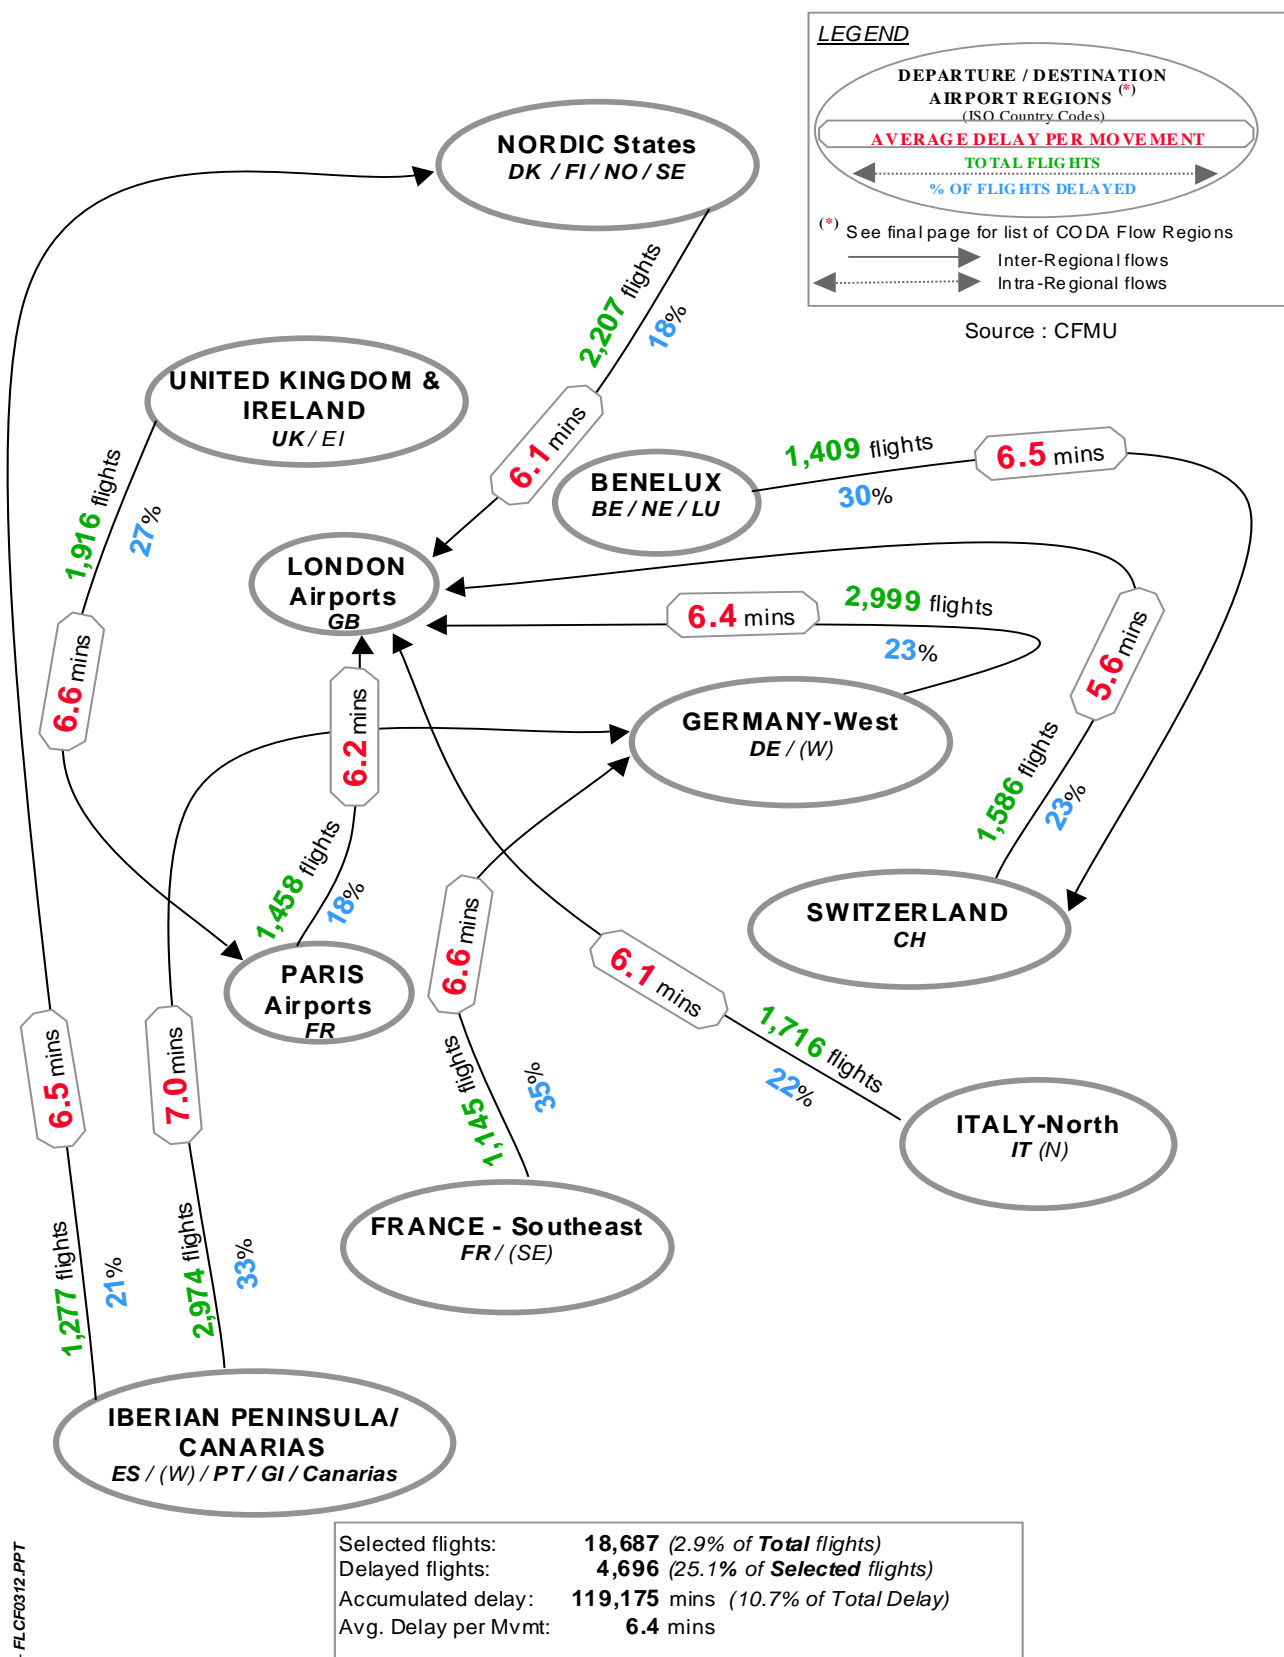 LEGEND
DEPARTURE / DESTINATION
AIRPORT REGIONS (*)
(ISO Country Codes)
AVERAGE DELAY PER MOVEMENT
TOTAL FLIGHTS
% OF FLIGHTS DELAYED
(*) See final page for list of CODA Flow Regions
Inter-Regional flows
Intra-Regional flows
Source : CFMU
NORDIC States
DK / FI / NO / SE
2,207 flights
18%
6.1 mins
UNITED KINGDOM &
IRELAND
UK / EI
1,916 flights
27%
6.6 mins
BENELUX
BE / NE / LU
1,409 flights
30%
6.5 mins
LONDON
Airports
GB
2,999 flights
6.4 mins
23%
5.6 mins
1,586 flights
23%
6.2 mins
1,458 flights
18%
GERMANY-West
DE / (W)
SWITZERLAND
CH
PARIS
Airports
FR
6.6 mins
1,145 flights
35%
6.1 mins
1,716 flights
22%
ITALY-North
IT (N)
FRANCE - Southeast
FR / (SE)
6.5 mins
1,277 flights
21%
7.0 mins
2,974 flights
33%
IBERIAN PENINSULA/
CANARIAS
ES / (W) / PT / GI / Canarias
Selected flights: 18,687 (2.9% of Total flights)
Delayed flights: 4,696 (25.1% of Selected flights)
Accumulated delay: 119,175 mins (10.7% of Total Delay)
Avg. Delay per Mvmt: 6.4 mins
- FLCF0312.PPT